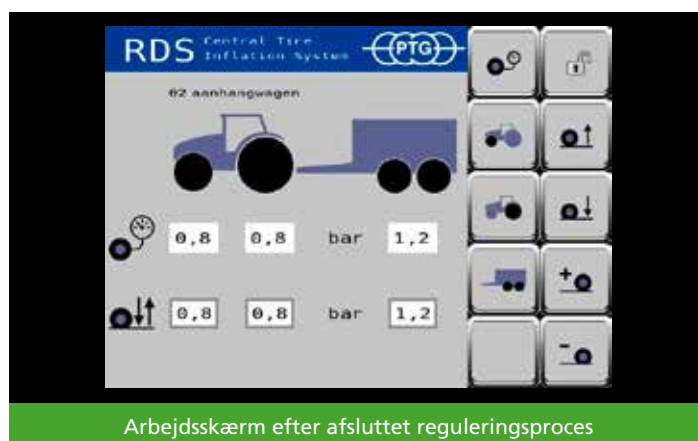 RDS Central Tire
Inflation System PTG
02 aanhangwagen
0,8 0,8 bar 1,2
0,8 0,8 bar 1,2
+
-
Arbejdsskærm efter afsluttet reguleringsproces